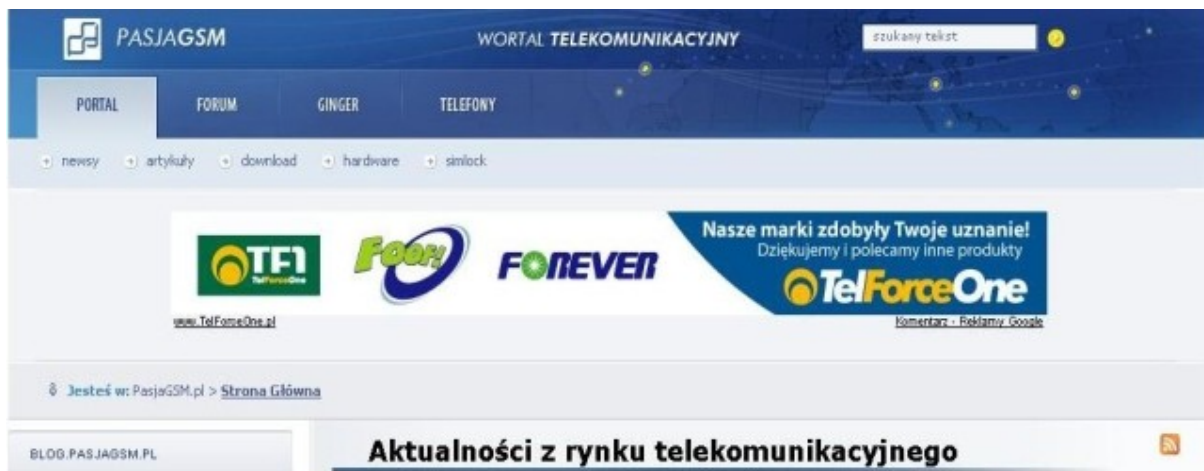 PASJAGSM
WORTAL TELEKOMUNIKACYJNY
szukany tekst
PORTAL FORUM GINGER TELEFONY
newsy artykuły download hardware simlock
TF1
TelForceOne
FOOF!
FOREVER
Nasze marki zdobyły Twoje uznanie!
Dziękujemy i polecamy inne produkty
TelForceOne
www.TelForceOne.pl Komentarz - Reklamy Google
Jesteś w: PasjaGSM.pl > Strona Główna
BLOG.PASJAGSM.PL
Aktualności z rynku telekomunikacyjnego